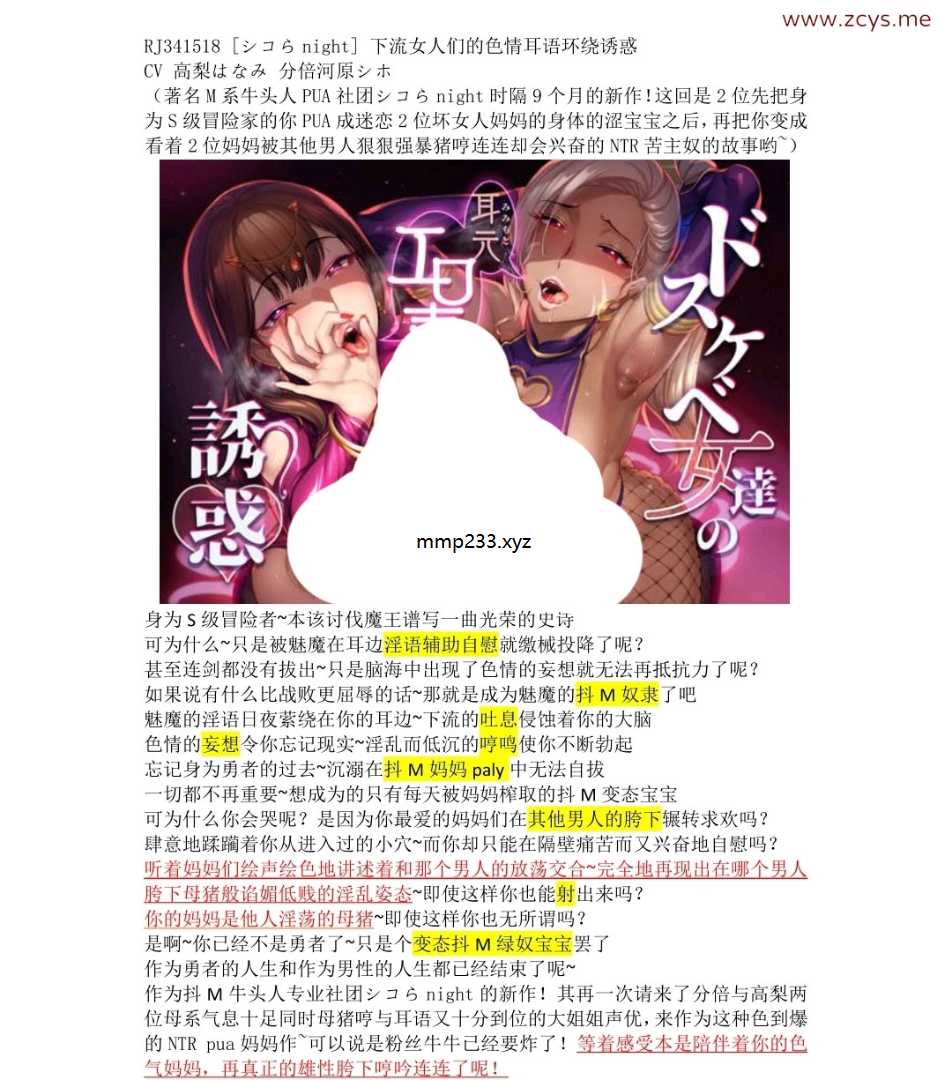 www.zcys.me
RJ341518 [シコらnight] 下流女人们的色情耳语环绕诱惑
CV 高梨はなみ 分倍河原シホ
（著名M系牛头人PUA社团シコらnight时隔9个月的新作！这回是2位先把身
为S级冒险家的你PUA成迷恋2位坏女人妈妈的身体的涩宝宝之后，再把你变成
看着2位妈妈被其他男人狠狠强暴猪哼连连却会兴奋的NTR苦主奴的故事哟~）
ドスケベ女達の
耳元
みみもと
エロ
誘惑
mmp233.xyz
身为S级冒险者~本该讨伐魔王谱写一曲光荣的史诗
可为什么~只是被魅魔在耳边淫语辅助自慰就缴械投降了呢？
甚至连剑都没有拔出~只是脑海中出现了色情的妄想就无法再抵抗力了呢？
如果说有什么比战败更屈辱的话~那就是成为魅魔的抖M奴隶了吧
魅魔的淫语日夜萦绕在你的耳边~下流的吐息侵蚀着你的大脑
色情的妄想令你忘记现实~淫乱而低沉的哼鸣使你不断勃起
忘记身为勇者的过去~沉溺在抖M妈妈paly中无法自拔
一切都不再重要~想成为的只有每天被妈妈榨取的抖M变态宝宝
可为什么你会哭呢？是因为你最爱的妈妈们在其他男人的胯下辗转求欢吗？
肆意地蹂躏着你从进入过的小穴~而你却只能在隔壁痛苦而又兴奋地自慰吗？
听着妈妈们绘声绘色地讲述着和那个男人的放荡交合~完全地再现出在哪个男人
胯下母猪般谄媚低贱的淫乱姿态~即使这样你也能射出来吗？
你的妈妈是他人淫荡的母猪~即使这样你也无所谓吗？
是啊~你已经不是勇者了~只是个变态抖M绿奴宝宝罢了
作为勇者的人生和作为男性的人生都已经结束了呢~
作为抖M牛头人专业社团シコらnight的新作！其再一次请来了分倍与高梨两
位母系气息十足同时母猪哼与耳语又十分到位的大姐姐声优，来作为这种色到爆
的NTR pua妈妈作~可以说是粉丝牛牛已经要炸了！等着感受本是陪伴着你的色
气妈妈，再真正的雄性胯下哼吟连连了呢！